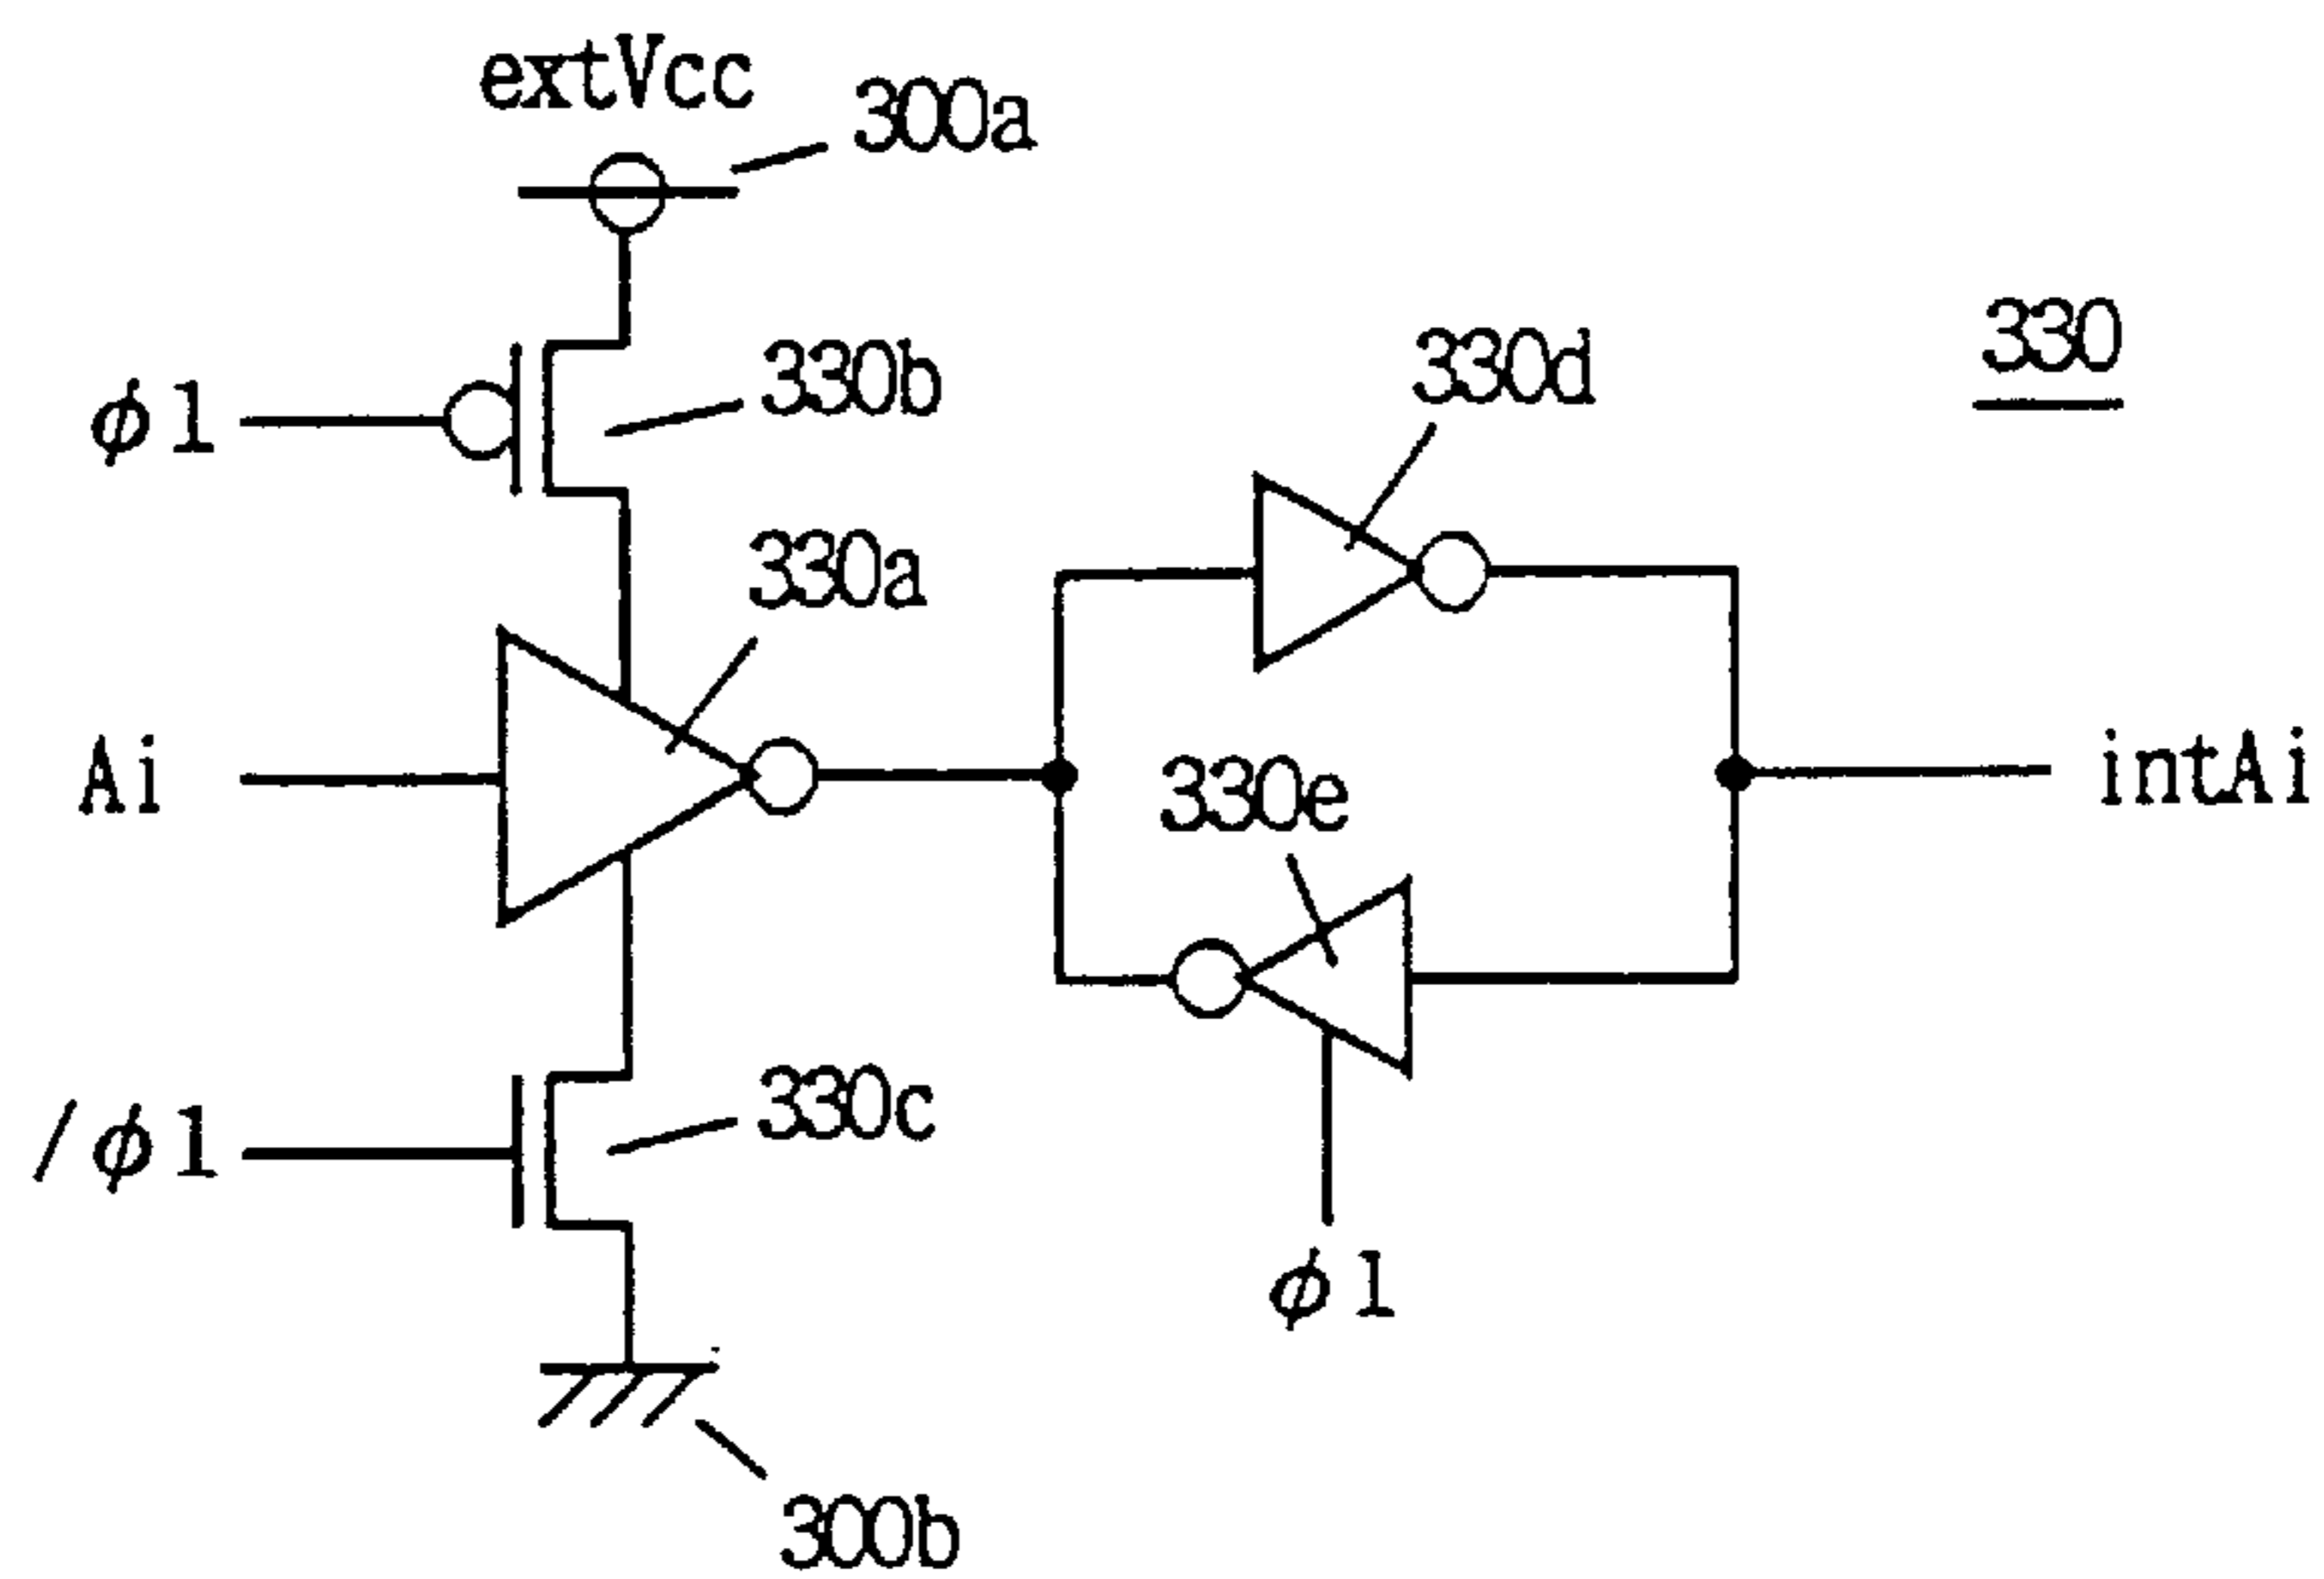 extVcc
300a
330
330b
330d
ϕ1
330a
Ai
330e
intAi
/ϕ1
330c
ϕ1
300b